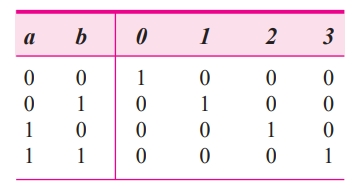 a b 0 1 2 3
0 0 1 0 0 0
0 1 0 1 0 0
1 0 0 0 1 0
1 1 0 0 0 1